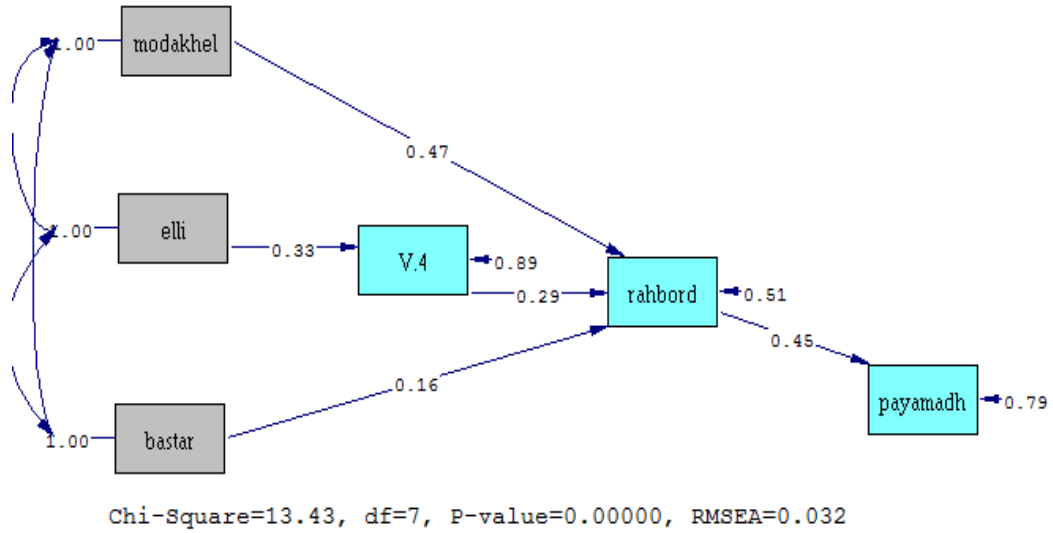 1.00
modakhel
0.47
1.00
elli
0.33
V.4
0.89
0.29
rahbord
0.51
0.45
0.16
payamadh
0.79
1.00
bastar
Chi-Square=13.43, df=7, P-value=0.00000, RMSEA=0.032